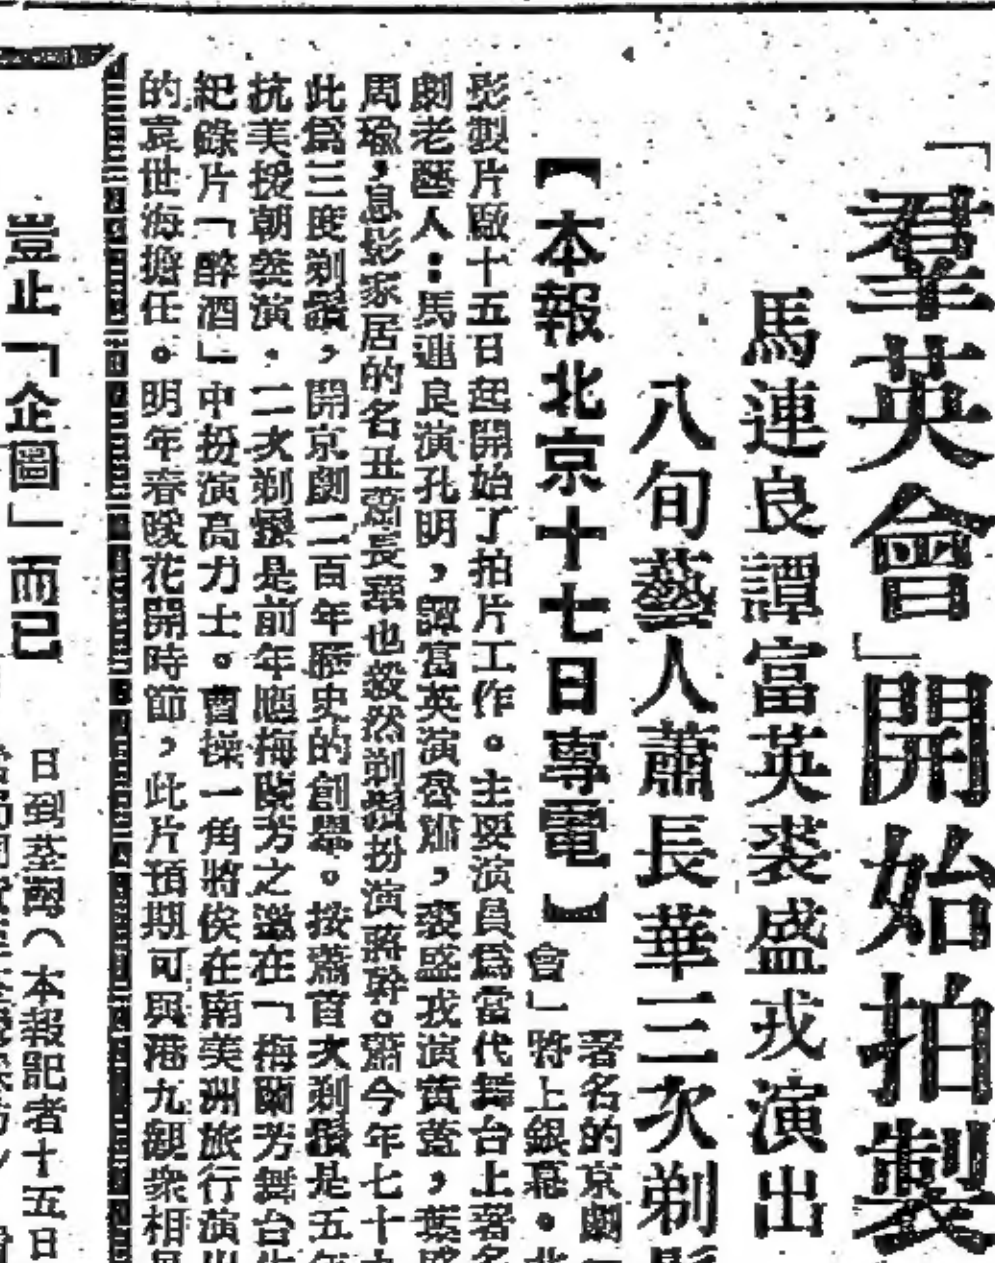 「羣英會」開始拍製
馬連良譚富英裘盛戎演出
八旬藝人蕭長華三次剃
【本報北京十七日專電】
著名的京劇
會」將上銀幕。北
影製片廠十五日起開始了拍片工作。主要演員為當代舞台上著名
劇老藝人：馬連良演孔明，譚富英演魯肅，裘盛戎演黃蓋，葉盛
周瑜，息影家居的名丑蕭長華也毅然剃鬚扮演蔣幹。蕭今年七十
此為三度剃鬚，開京劇二百年歷史的創舉。按蕭首次剃鬚是五年
抗美援朝義演，二次剃鬚是前年應梅蘭芳之邀在「梅蘭芳舞台生
紀錄片「醉酒」中扮演高力士。曹操一角將俟在南美洲旅行演出
的袁世海擔任。明年春暖花開時節，此片預期可與港九觀眾相見
豈止「企圖」而已
日到荃灣（本報記者十五日